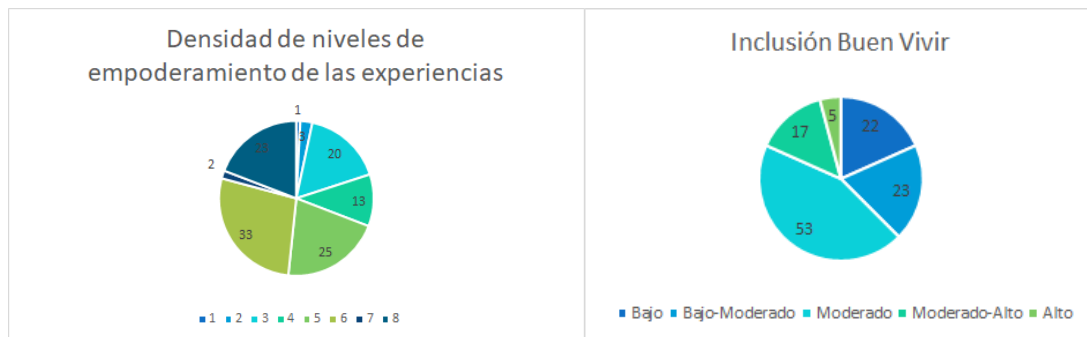 Densidad de niveles de
empoderamiento de las experiencias
1
3
20
13
25
33
2
23
1 2 3 4 5 6 7 8
Inclusión Buen Vivir
22
23
53
17
5
Bajo Bajo-Moderado Moderado Moderado-Alto Alto